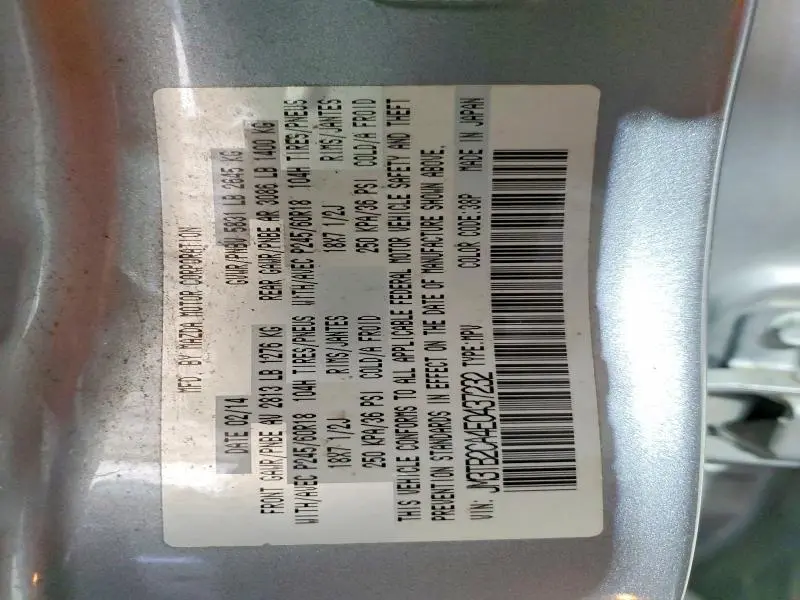 MFD. BY MAZDA MOTOR CORPORATION
DATE 02/14 GVWR/PNBV 5831 LB 2645 KG
FRONT GAWR/PNBE AV 2813 LB 1276 KG REAR GAWR/PNBE AR 3086 LB 1400 KG
WITH/AVEC P245/60R18 104H TIRES/PNEUS WITH/AVEC P245/60R18 104H TIRES/PNEUS
18X7 1/2J RIMS/JANTES 18X7 1/2J RIMS/JANTES
250 KPA/36 PSI COLD/A FROID 250 KPA/36 PSI COLD/A FROID
THIS VEHICLE CONFORMS TO ALL APPLICABLE FEDERAL MOTOR VEHICLE SAFETY AND THEFT
PREVENTION STANDARDS IN EFFECT ON THE DATE OF MANUFACTURE SHOWN ABOVE.
COLOR CODE:38P MADE IN JAPAN
VIN: JM3TB2CA4E0437232 TYPE:MPV